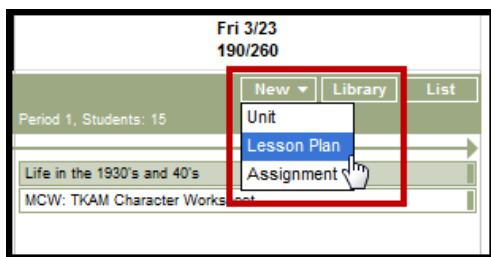 Fri 3/23
190/260
New Library List
Period 1, Students: 15
Unit
Lesson Plan
Assignment
Life in the 1930's and 40's
MCW: TKAM Character